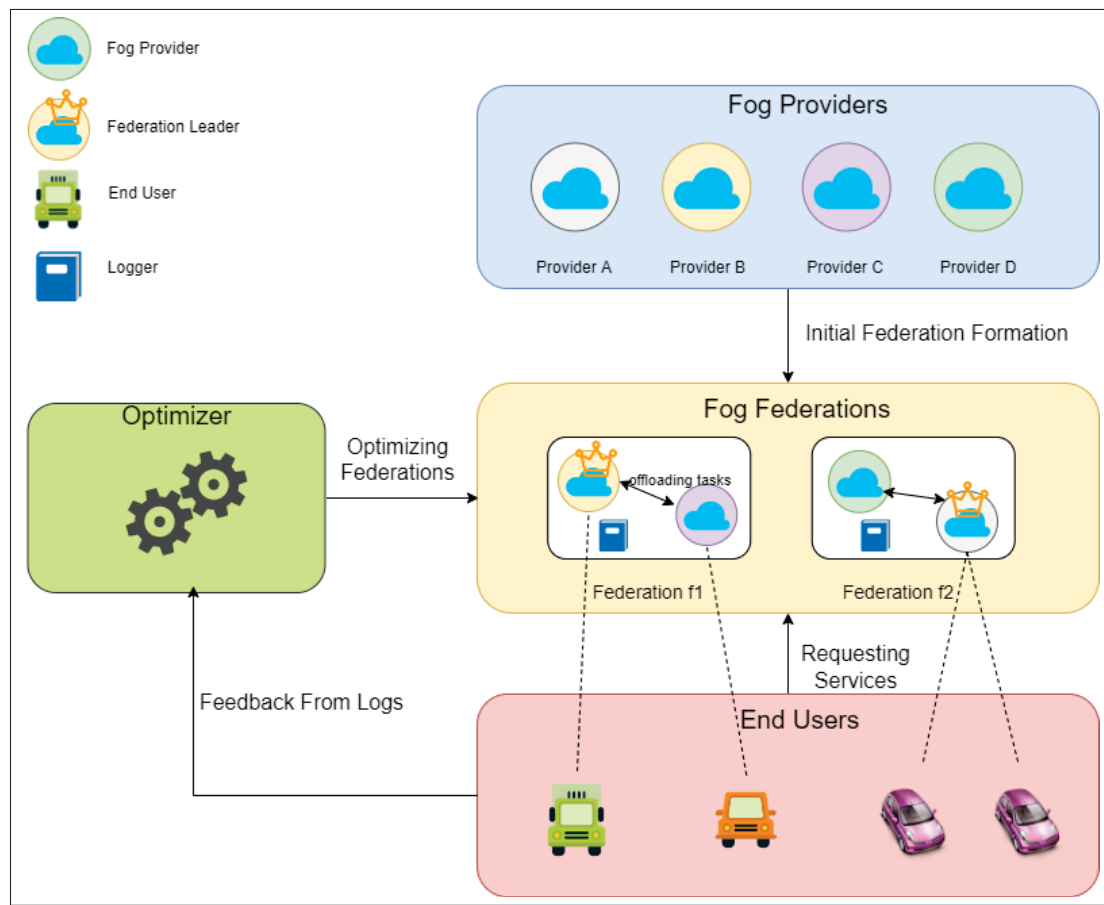 Fog Provider
Federation Leader
End User
Logger
Fog Providers
Provider A
Provider B
Provider C
Provider D
Initial Federation Formation
Optimizer
Optimizing
Federations
Fog Federations
offloading tasks
Federation f1
Federation f2
Requesting
Services
Feedback From Logs
End Users